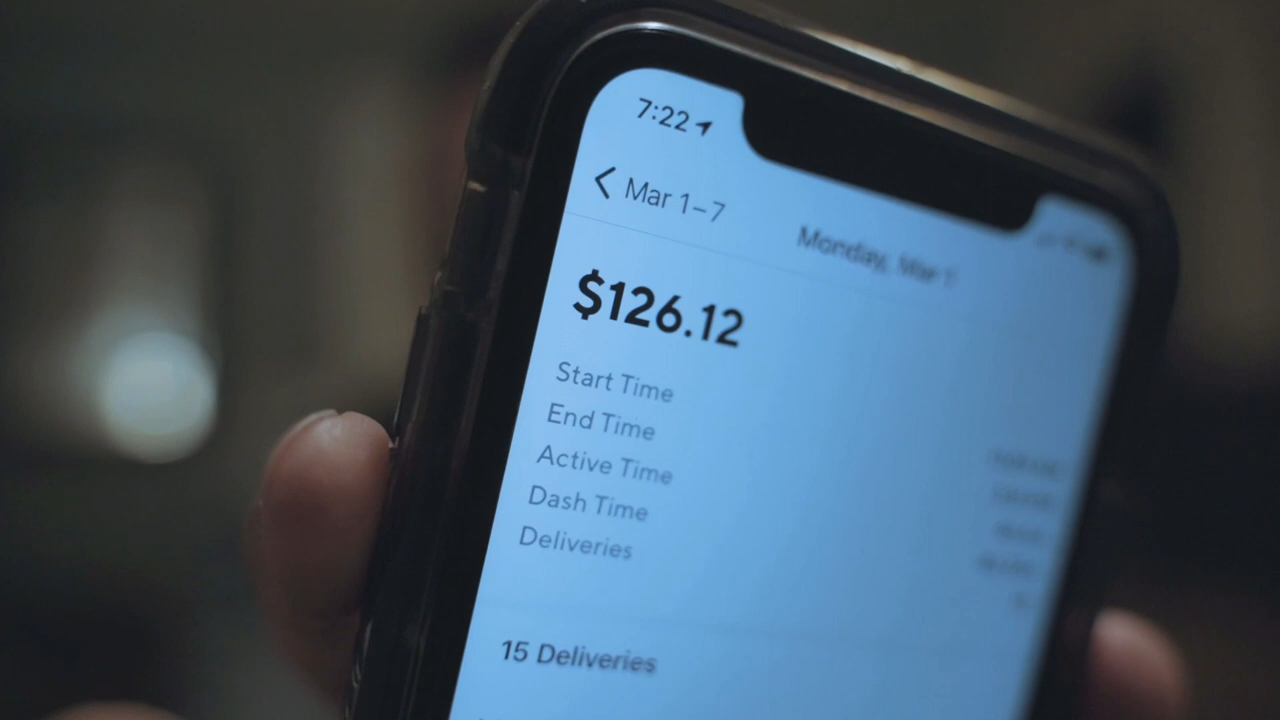 7:22
Mar 1–7
Monday, Mar 1
$126.12
Start Time
End Time
Active Time
Dash Time
Deliveries
15 Deliveries